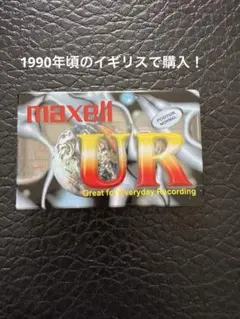 1990年頃のイギリスで購入！
maxell
POSITION
NORMAL
UR
Great for Everyday Recording